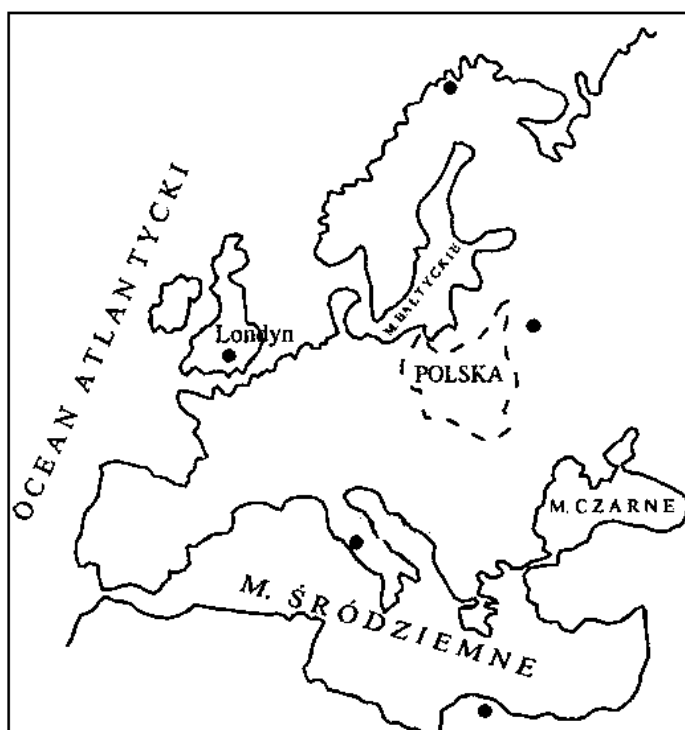 OCEAN ATLANTYCKI
M. BAŁTYCKIE
Londyn
POLSKA
M. CZARNE
M. ŚRÓDZIEMNE